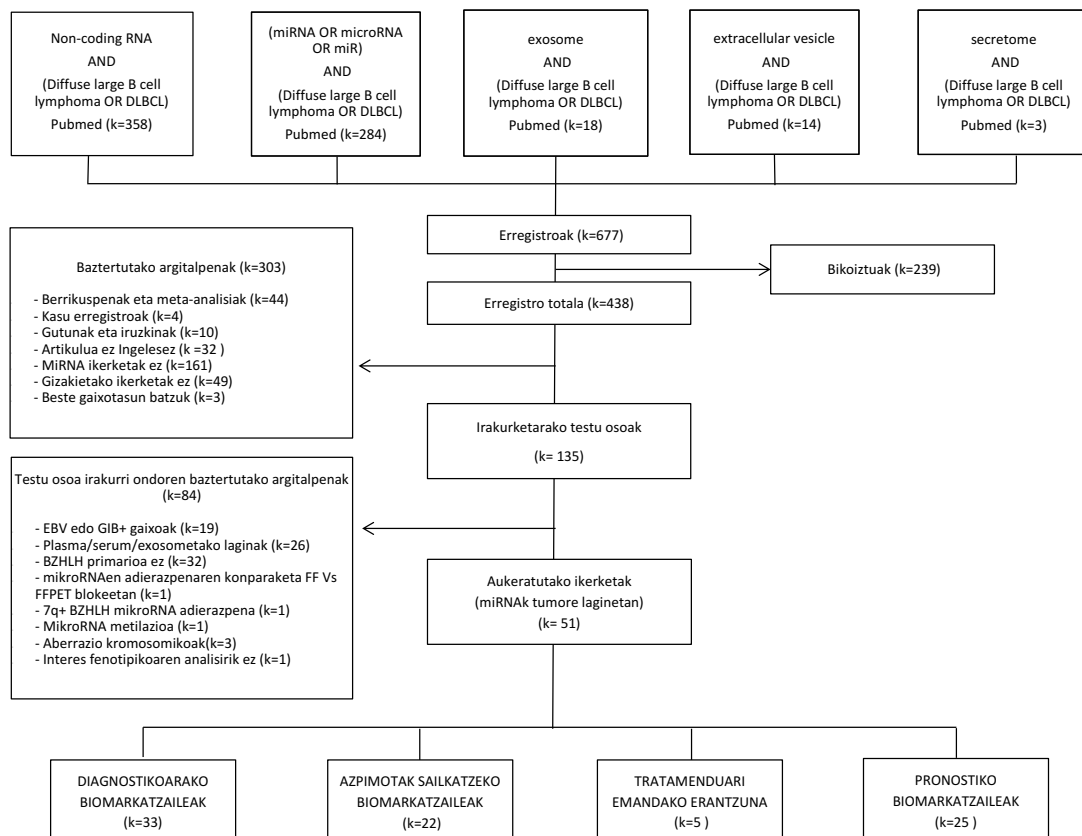 Non-coding RNA
AND
(Diffuse large B cell
lymphoma OR DLBCL)
Pubmed (k=358)
(miRNA OR microRNA
OR miR)
AND
(Diffuse large B cell
lymphoma OR DLBCL)
Pubmed (k=284)
exosome
AND
(Diffuse large B cell
lymphoma OR DLBCL)
Pubmed (k=18)
extracellular vesicle
AND
(Diffuse large B cell
lymphoma OR DLBCL)
Pubmed (k=14)
secretome
AND
(Diffuse large B cell
lymphoma OR DLBCL)
Pubmed (k=3)
Erregistroak (k=677)
Bikoiztuak (k=239)
Erregistro totala (k=438)
Baztertutako argitalpenak (k=303)
- Berrikuspenak eta meta-analisiak (k=44)
- Kasu erregistroak (k=4)
- Gutunak eta iruzkinak (k=10)
- Artikulua ez Ingelesez (k =32 )
- MiRNA ikerketak ez (k=161)
- Gizakietako ikerketak ez (k=49)
- Beste gaixotasun batzuk (k=3)
Irakurketarako testu osoak
(k= 135)
Testu osoa irakurri ondoren baztertutako argitalpenak
(k=84)
- EBV edo GIB+ gaixoak (k=19)
- Plasma/serum/exosometako laginak (k=26)
- BZHLH primarioa ez (k=32)
- mikroRNAen adierazpenaren konparaketa FF Vs
FFPET blokeetan (k=1)
- 7q+ BZHLH mikroRNA adierazpena (k=1)
- MikroRNA metilazioa (k=1)
- Aberrazio kromosomikoak(k=3)
- Interes fenotipikoaren analisirik ez (k=1)
Aukeratutako ikerketak
(miRNAk tumore laginetan)
(k= 51)
DIAGNOSTIKOARAKO
BIOMARKATZAILEAK
(k=33)
AZPIMOTAK SAILKATZEKO
BIOMARKATZAILEAK
(k=22)
TRATAMENDUARI
EMANDAKO ERANTZUNA
(k=5 )
PRONOSTIKO
BIOMARKATZAILEAK
(k=25 )